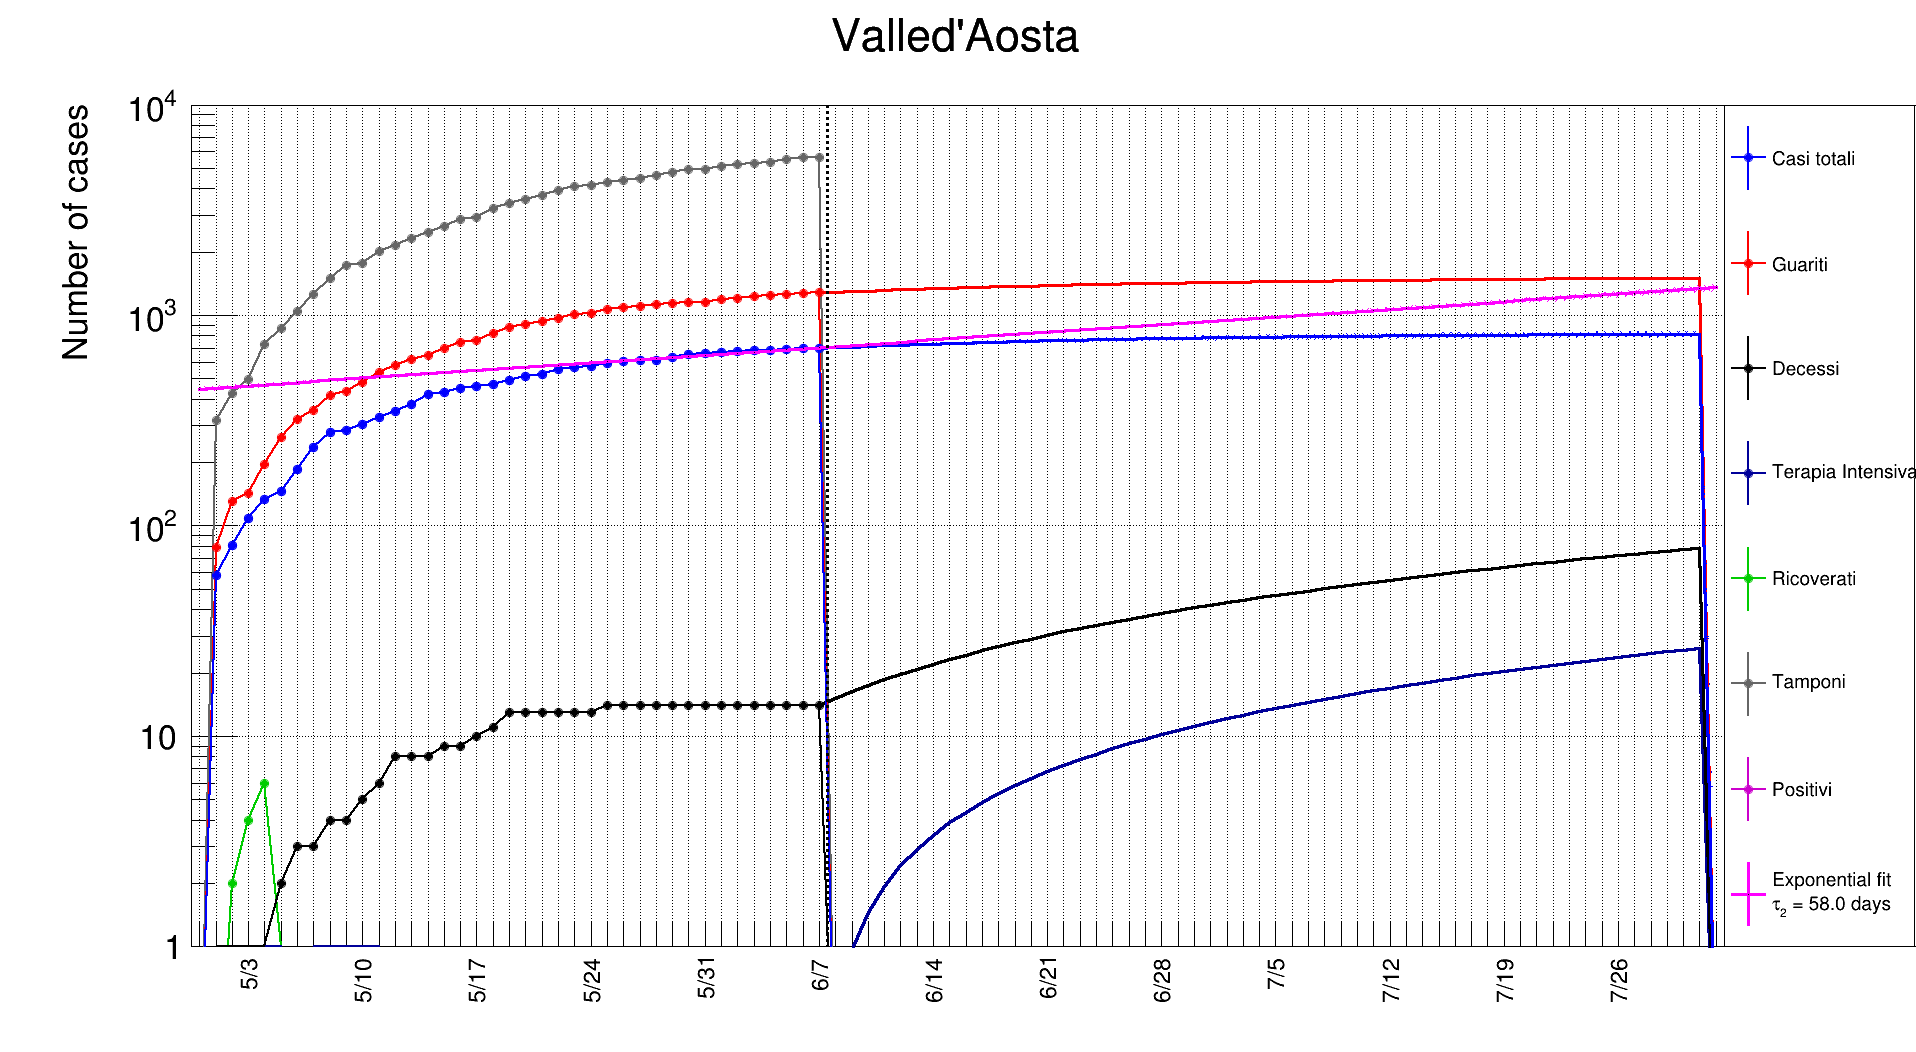 Valled'Aosta
Number of cases
10^4
10^3
10^2
10
1
5/3
5/10
5/17
5/24
5/31
6/7
6/14
6/21
6/28
7/5
7/12
7/19
7/26
Casi totali
Guariti
Decessi
Terapia Intensiva
Ricoverati
Tamponi
Positivi
Exponential fit
τ_2 = 58.0 days